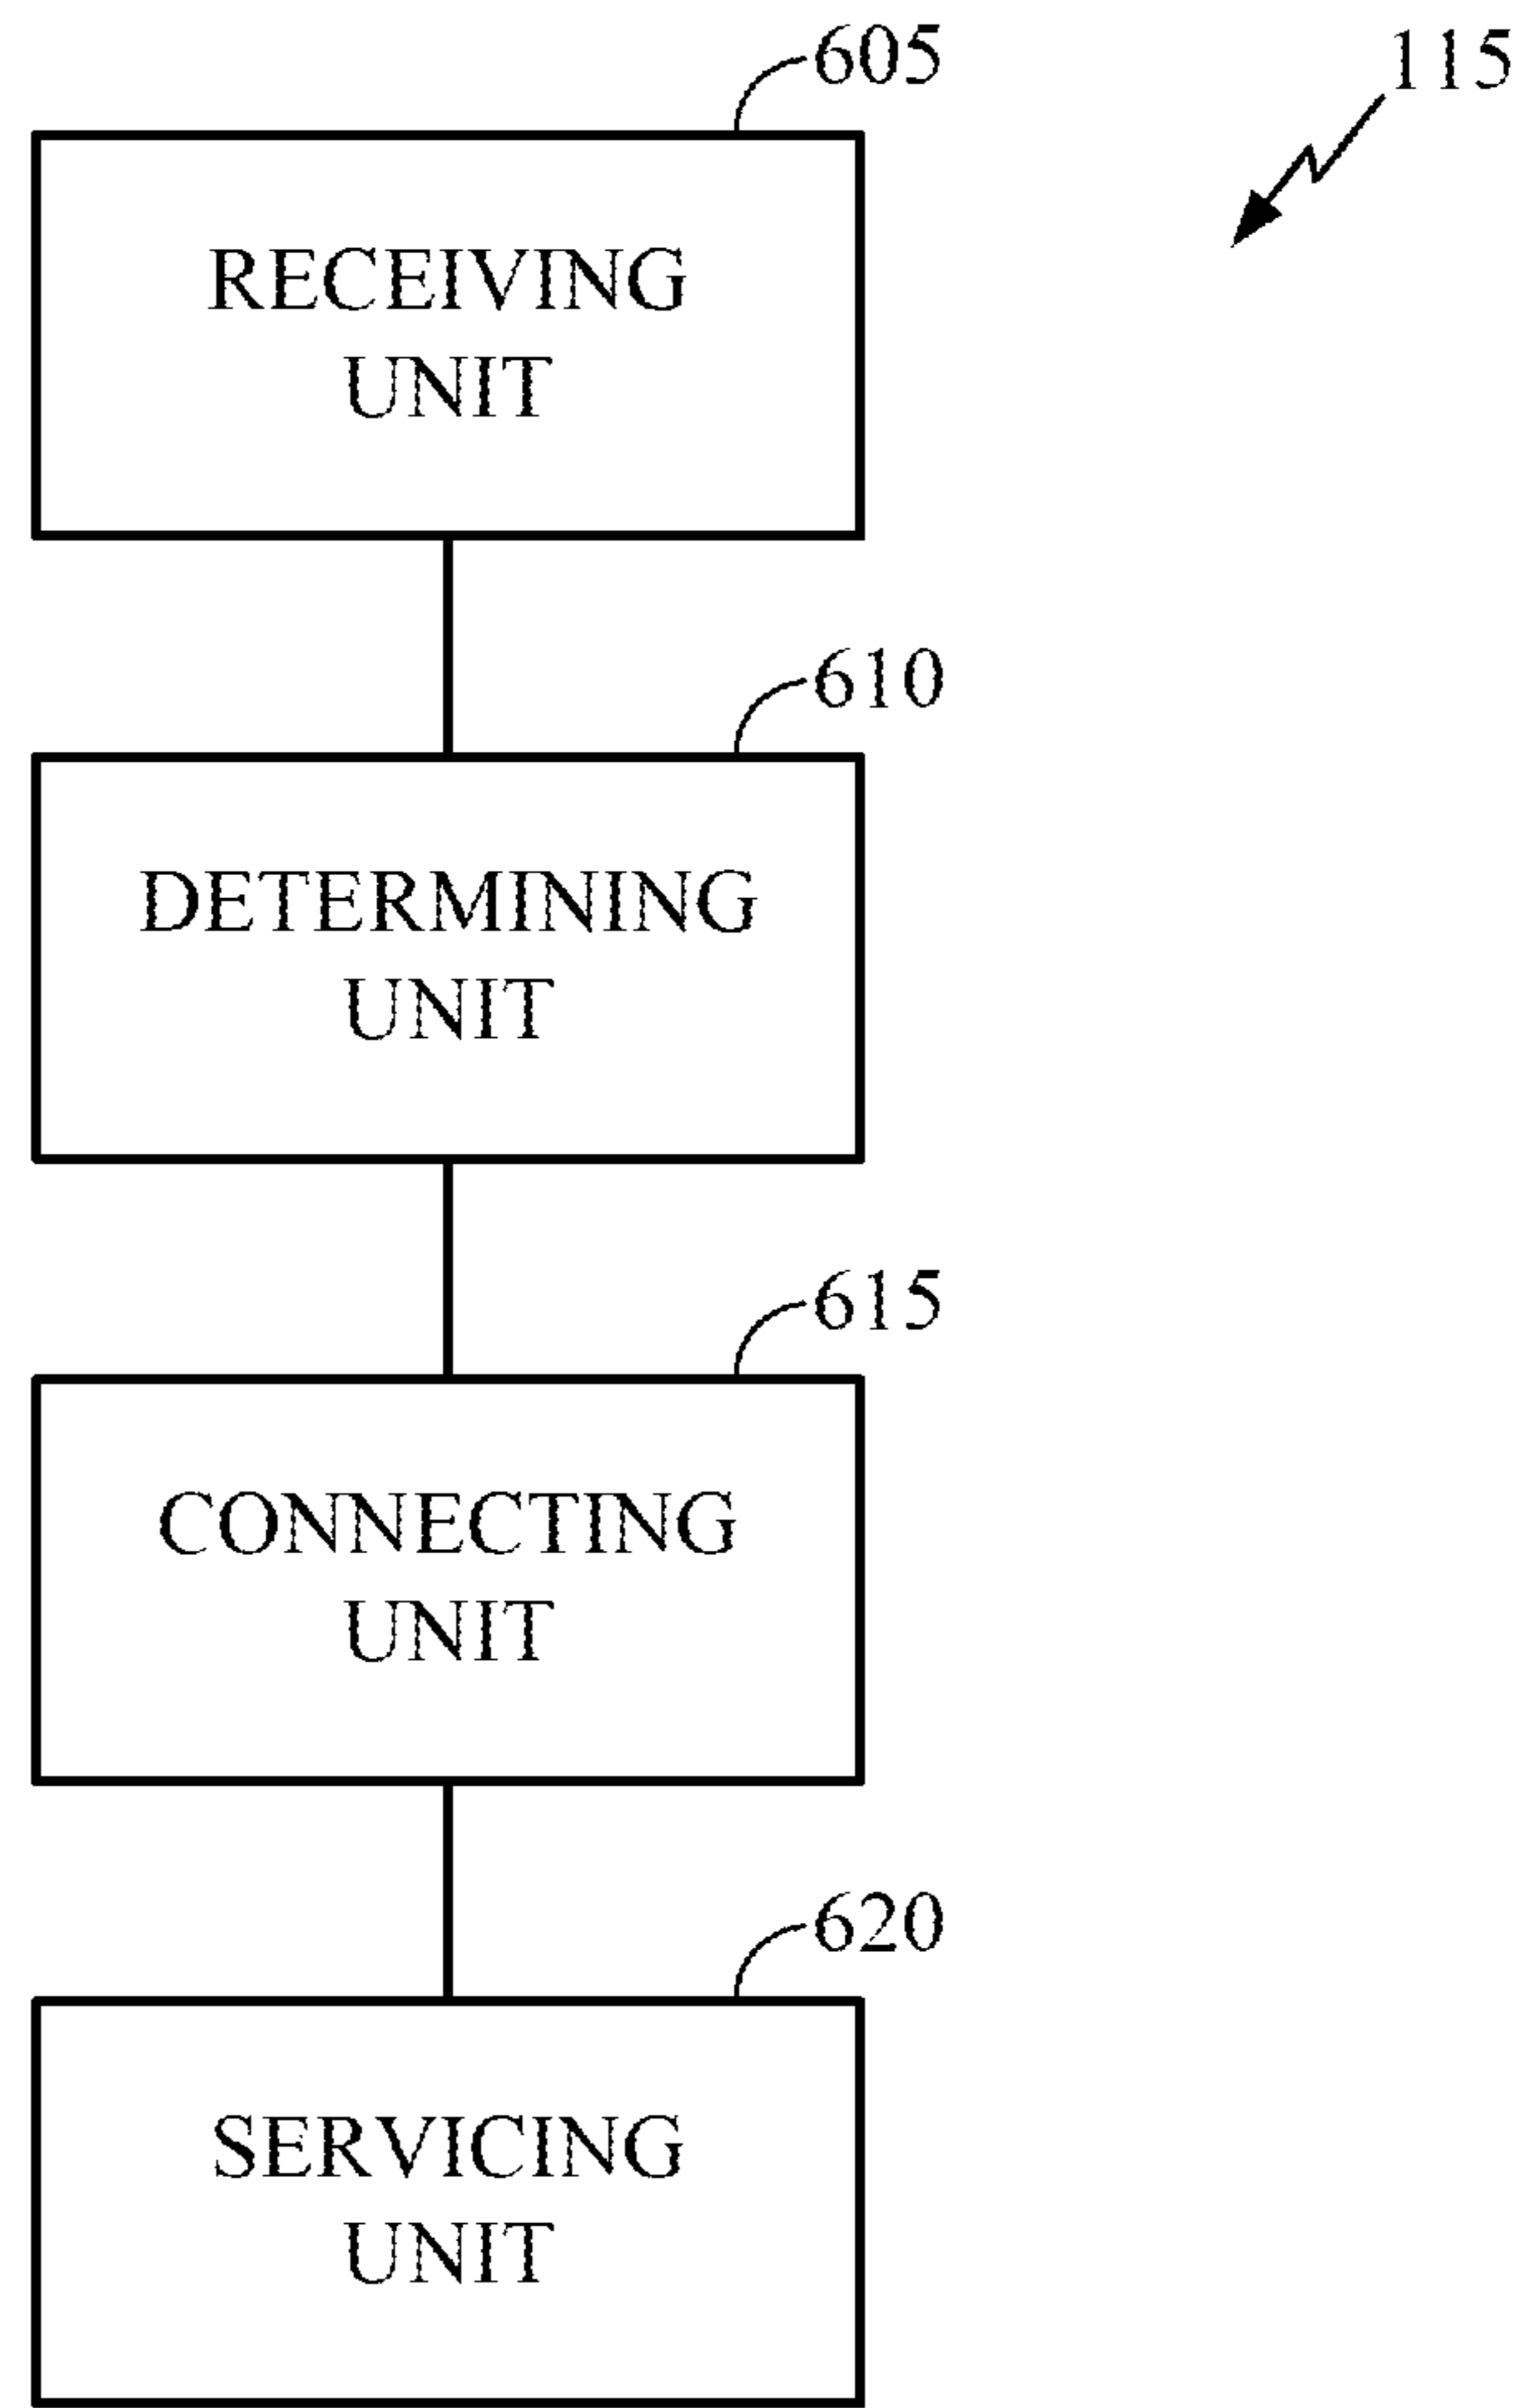 605
115
RECEIVING
UNIT
610
DETERMINING
UNIT
615
CONNECTING
UNIT
620
SERVICING
UNIT